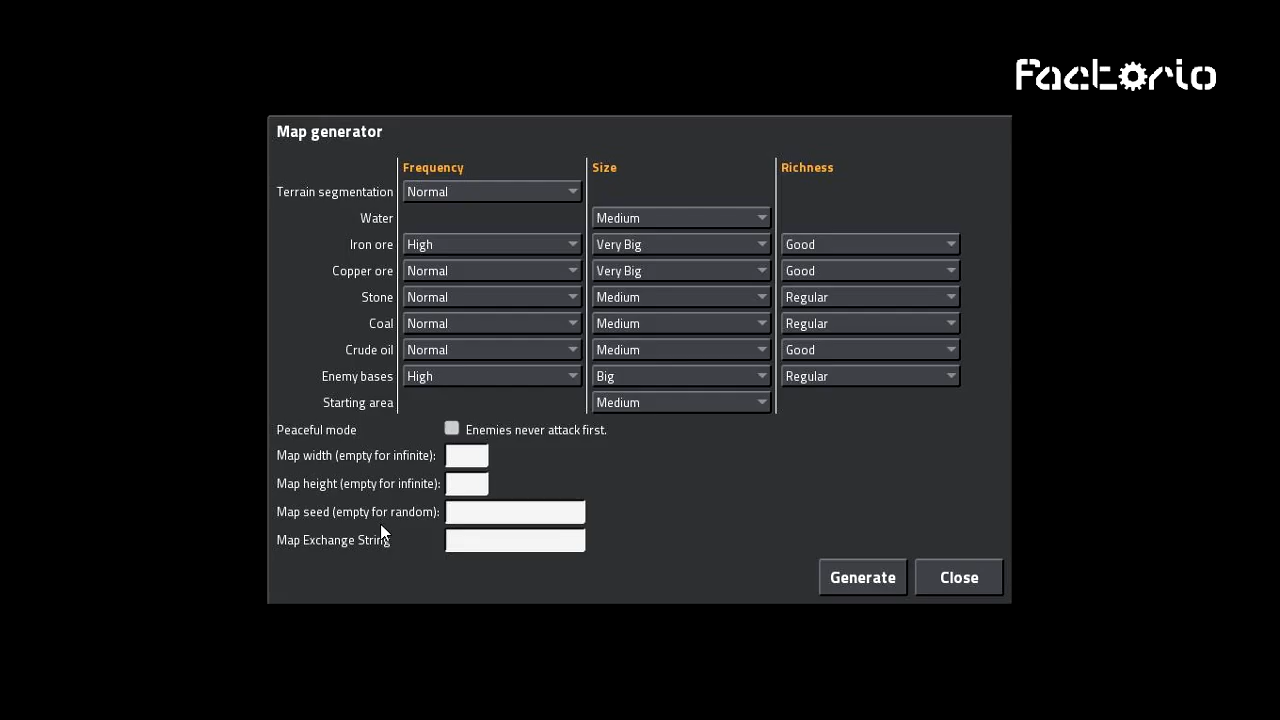 Factorio
Map generator
Frequency Size Richness
Terrain segmentation Normal
Water Medium
Iron ore High Very Big Good
Copper ore Normal Very Big Good
Stone Normal Medium Regular
Coal Normal Medium Regular
Crude oil Normal Medium Good
Enemy bases High Big Regular
Starting area Medium
Peaceful mode Enemies never attack first.
Map width (empty for infinite):
Map height (empty for infinite):
Map seed (empty for random):
Map Exchange String
Generate Close